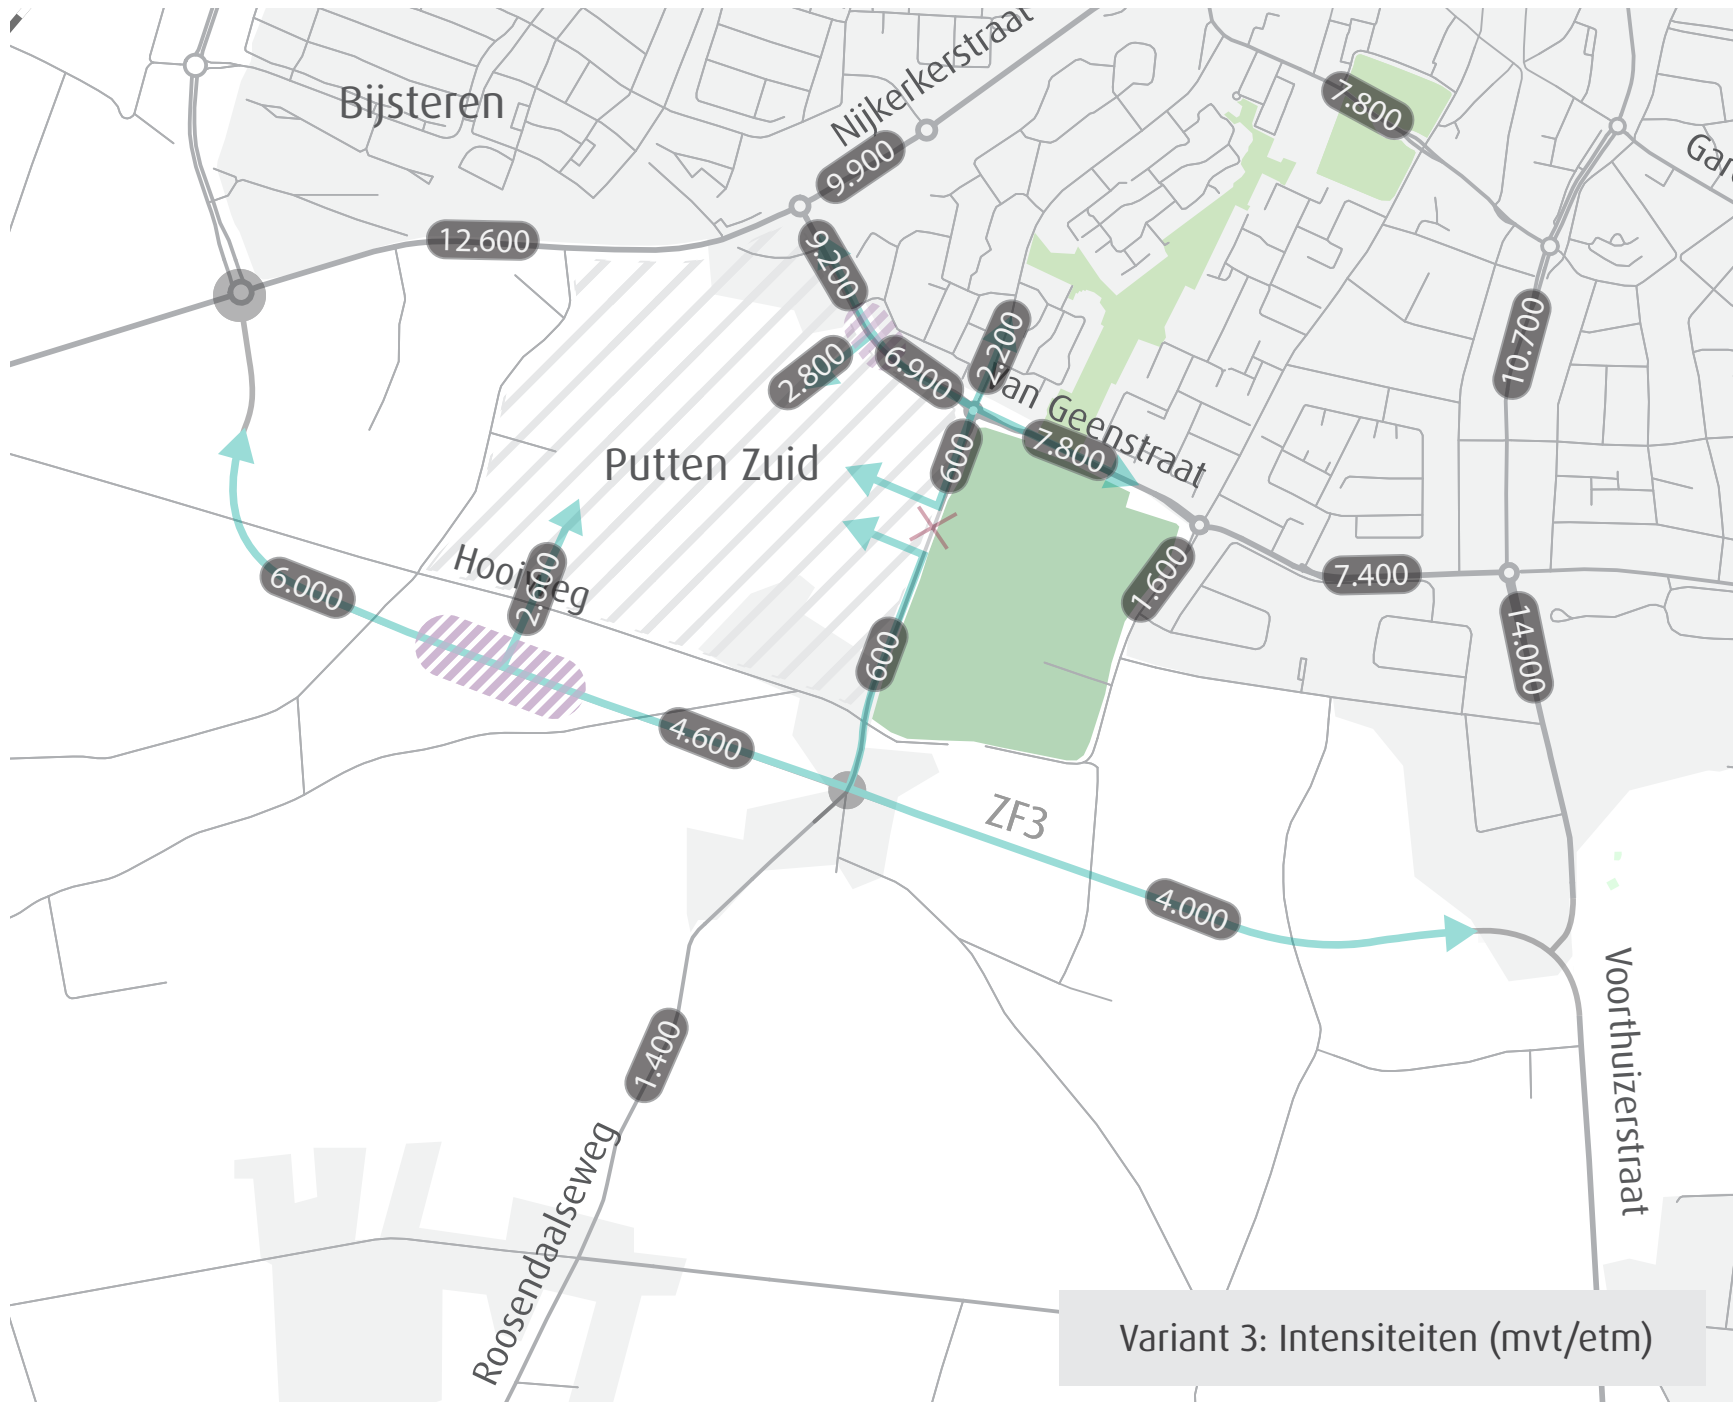 Nijkerkerstraat
Bijsteren
7.800
9.900
Gar
12.600
9.200
2.200
10.700
2.800
6.900
Van Geenstraat
7.800
600
Putten Zuid
Hooiweg
2.600
6.000
1.600
7.400
14.000
600
4.600
ZF3
4.000
Voorthuizerstraat
1.400
Roosendaalseweg
Variant 3: Intensiteiten (mvt/etm)